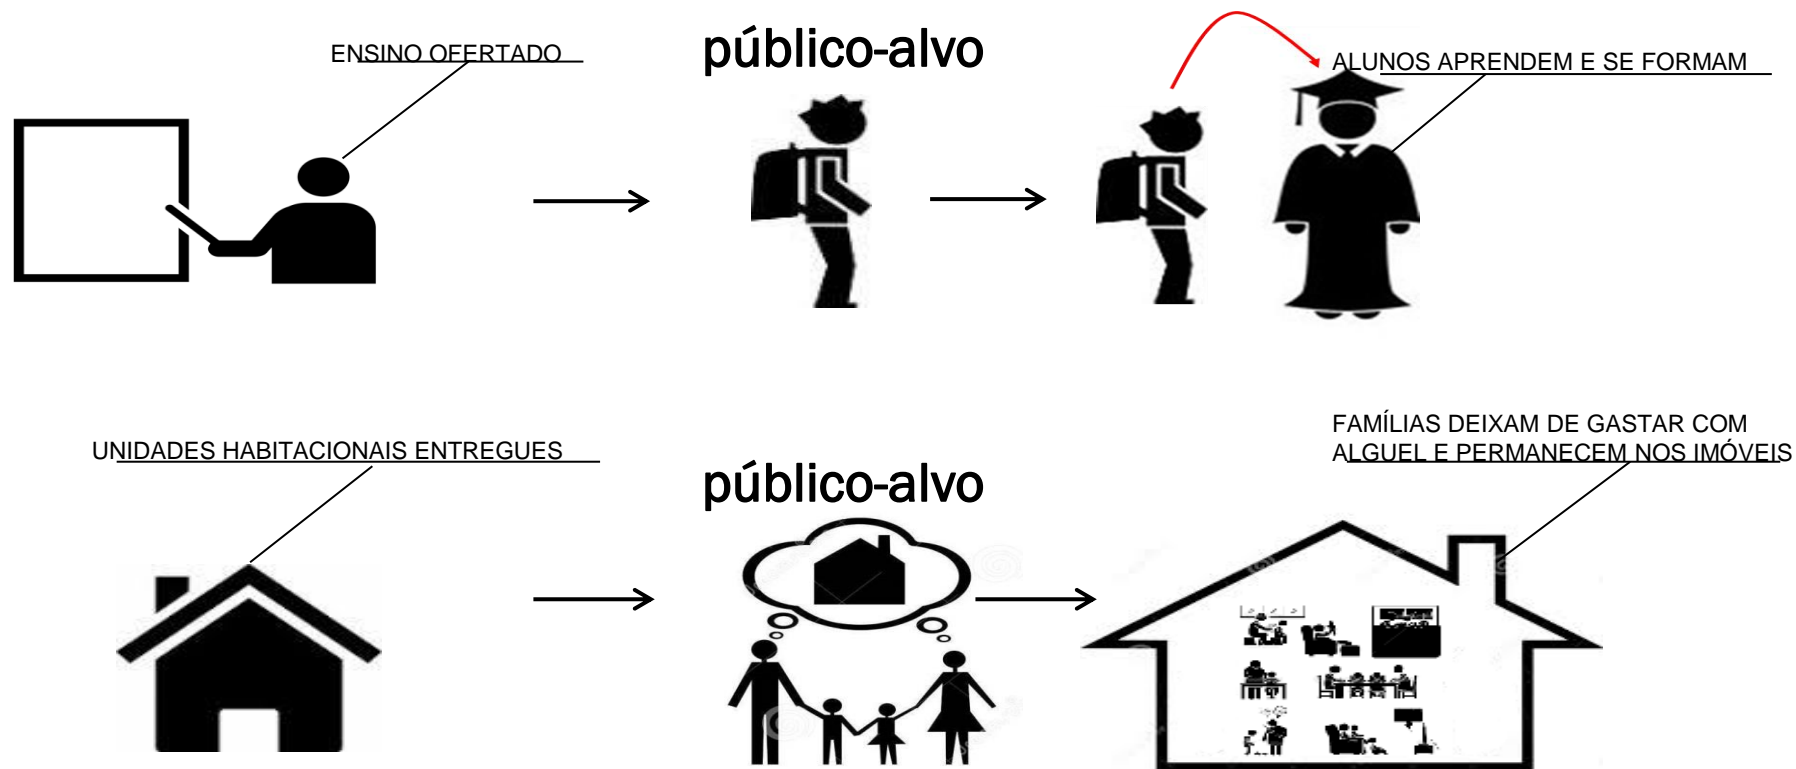 ENSINO OFERTADO
público-alvo
ALUNOS APRENDEM E SE FORMAM
UNIDADES HABITACIONAIS ENTREGUES
público-alvo
FAMÍLIAS DEIXAM DE GASTAR COM
ALGUEL E PERMANECEM NOS IMÓVEIS